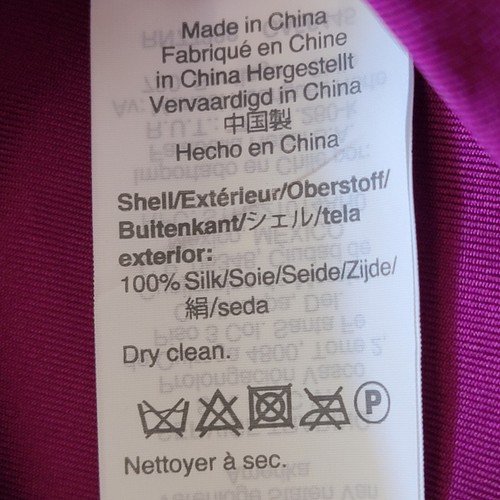 Made in China
Fabriqué en Chine
in China Hergestellt
Vervaardigd in China
中国製
Hecho en China
Shell/Extérieur/Oberstoff/
Buitenkant/シェル/tela
exterior:
100% Silk/Soie/Seide/Zijde/
絹/seda
Dry clean.
P
Nettoyer à sec.